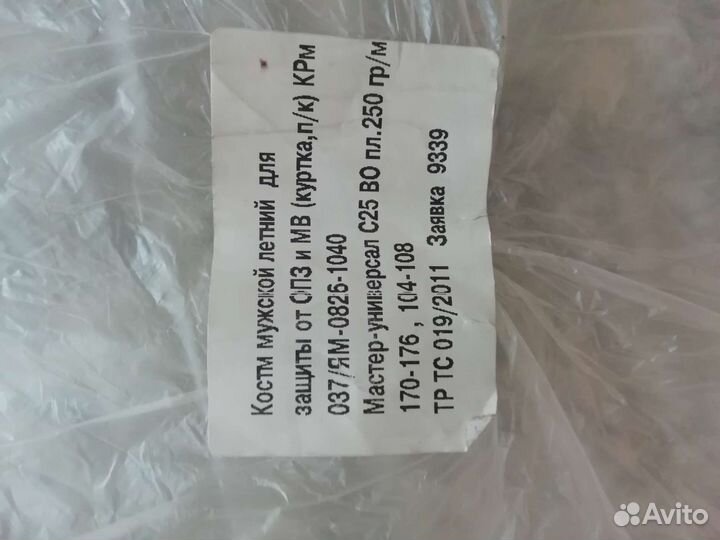 Костм мужской летний для
защиты от ОПЗ и МВ (куртка,п/к) КРм
037/ЯМ-0826-1040
Мастер-универсал С25 ВО пл.250 гр/м
170-176 , 104-108
ТР ТС 019/2011 Заявка 9339
Avito